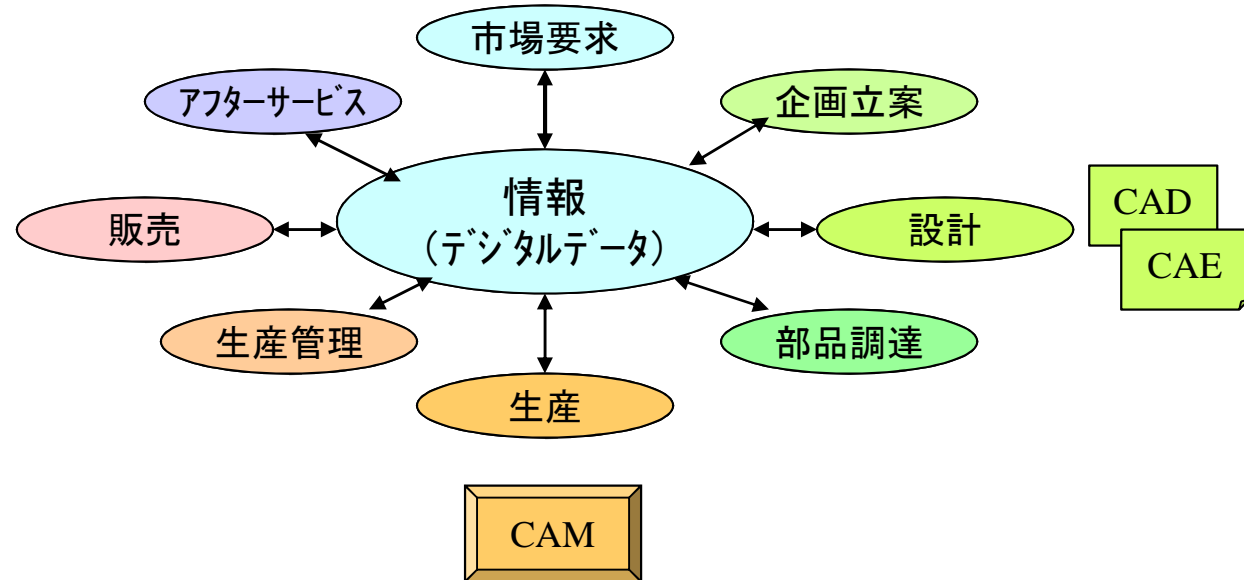 市場要求
アフターサービス
企画立案
情報
（デジタルデータ）
販売
設計
CAD
CAE
生産管理
部品調達
生産
CAM